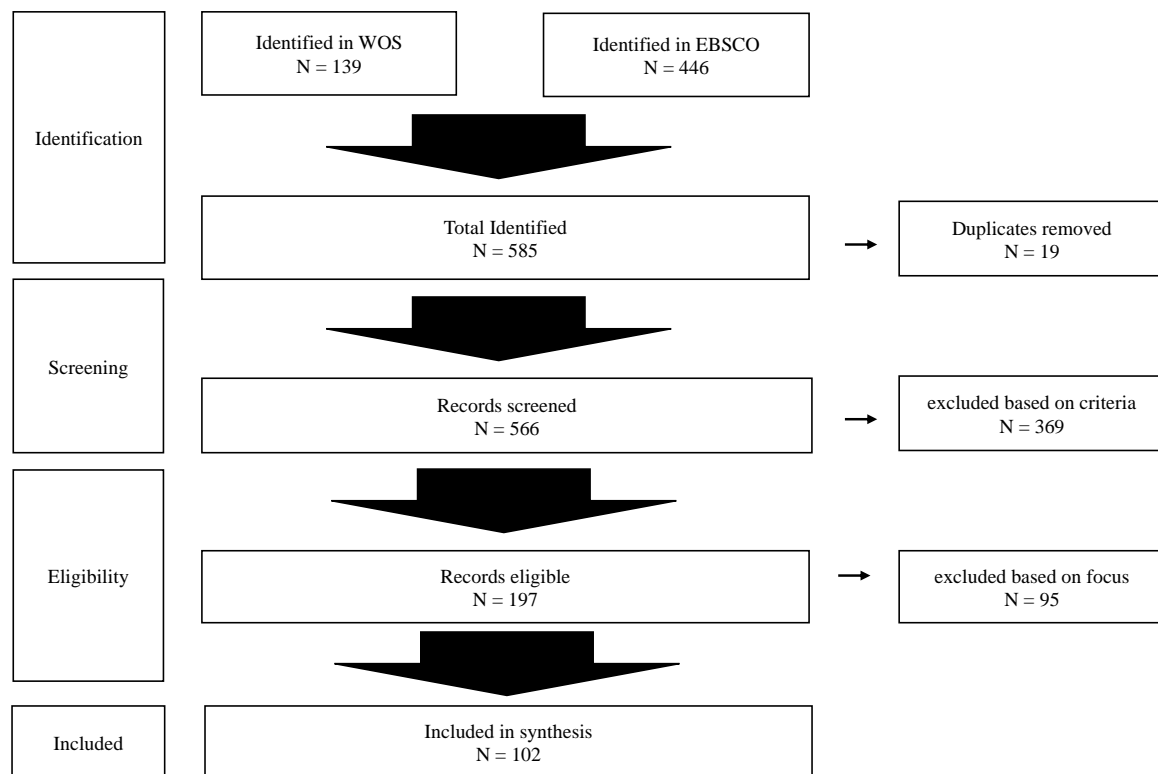 Identification
Identified in WOS
N = 139
Identified in EBSCO
N = 446
Total Identified
N = 585
Duplicates removed
N = 19
Screening
Records screened
N = 566
excluded based on criteria
N = 369
Eligibility
Records eligible
N = 197
excluded based on focus
N = 95
Included
Included in synthesis
N = 102